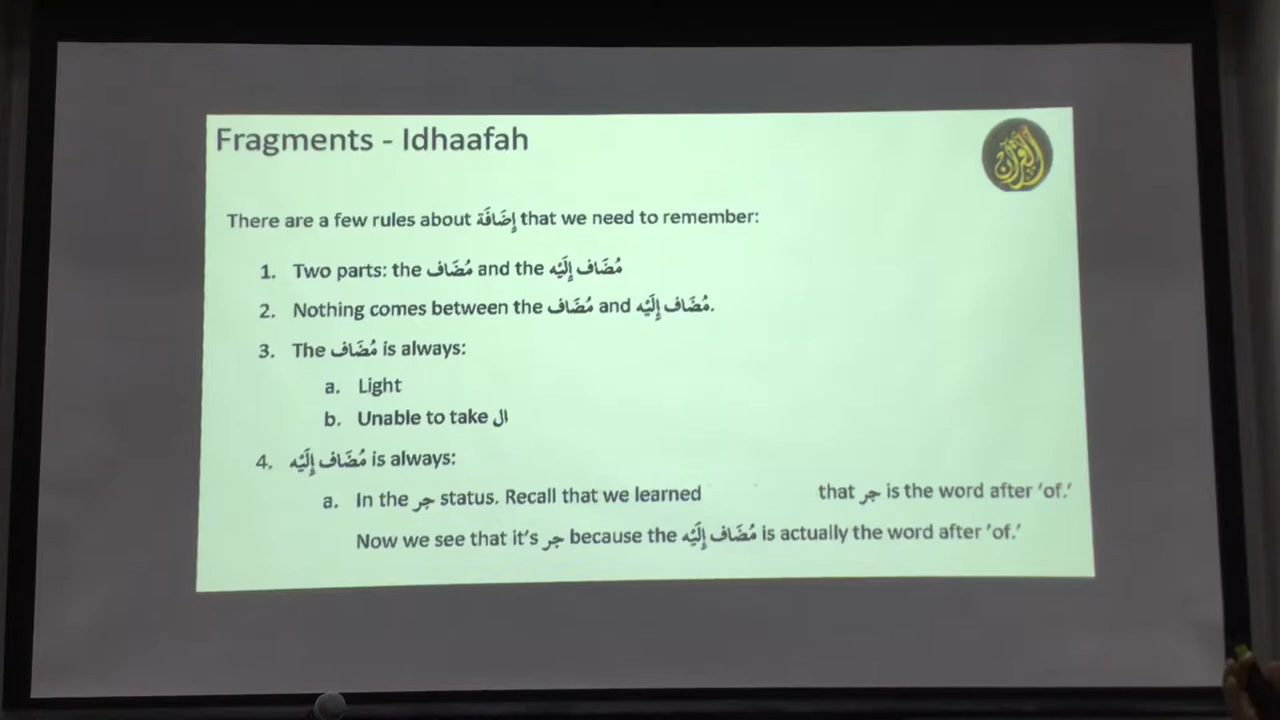 Fragments - Idhaafah
القرآن
There are a few rules about إِضَافَة that we need to remember:
1. Two parts: the مُضَاف and the مُضَاف إِلَيْه
2. Nothing comes between the مُضَاف and مُضَاف إِلَيْه.
3. The مُضَاف is always:
a. Light
b. Unable to take ال
4. مُضَاف إِلَيْه is always:
a. In the جر status. Recall that we learned that جر is the word after 'of.'
Now we see that it's جر because the مُضَاف إِلَيْه is actually the word after 'of.'